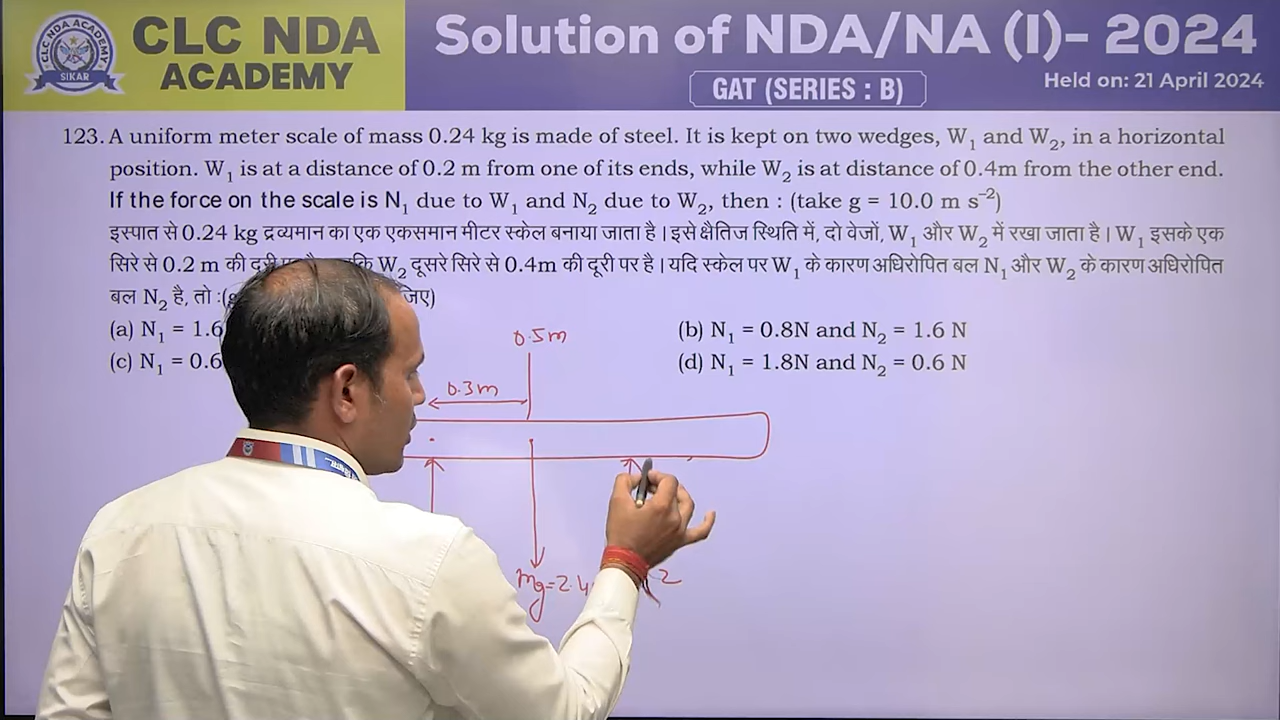 CLC NDA ACADEMY
SIKAR
CLC NDA
ACADEMY
Solution of NDA/NA (I)- 2024
GAT (SERIES : B)
Held on: 21 April 2024
123. A uniform meter scale of mass 0.24 kg is made of steel. It is kept on two wedges, W₁ and W₂, in a horizontal
position. W₁ is at a distance of 0.2 m from one of its ends, while W₂ is at distance of 0.4m from the other end.
If the force on the scale is N₁ due to W₁ and N₂ due to W₂, then : (take g = 10.0 m s⁻²)
इस्पात से 0.24 kg द्रव्यमान का एक एकसमान मीटर स्केल बनाया जाता है। इसे क्षैतिज स्थिति में, दो वेजों, W₁ और W₂ में रखा जाता है। W₁ इसके एक
सिरे से 0.2 m की दूरी W₂ दूसरे सिरे से 0.4m की दूरी पर है। यदि स्केल पर W₁ के कारण अधिरोपित बल N₁ और W₂ के कारण अधिरोपित
बल N₂ है, तो :(
(a) N₁ = 1.6
(b) N₁ = 0.8N and N₂ = 1.6 N
(c) N₁ = 0.6
(d) N₁ = 1.8N and N₂ = 0.6 N
0.5m
0.3m
Mg=2.4
2